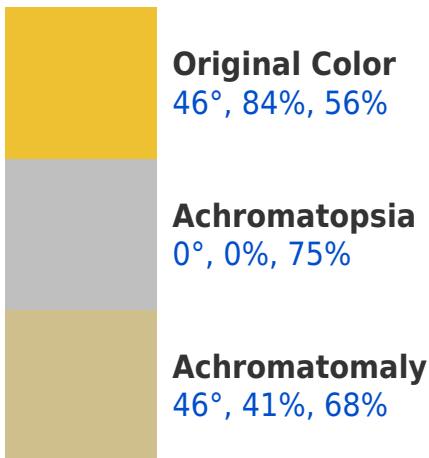 Original Color
46°, 84%, 56%
Achromatopsia
0°, 0%, 75%
Achromatomaly
46°, 41%, 68%